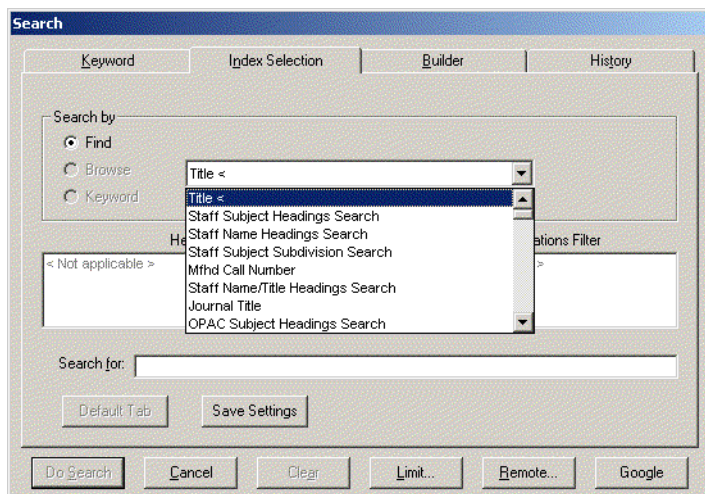 Search
Keyword Index Selection Builder History
Search by
Find
Browse Title <
Keyword Title <
Staff Subject Headings Search
Staff Name Headings Search
He ations Filter
Staff Subject Subdivision Search
< Not applicable > >
Mfhd Call Number
Staff Name/Title Headings Search
Journal Title
OPAC Subject Headings Search
Search for:
Default Tab Save Settings
Do Search Cancel Clear Limit... Remote... Google